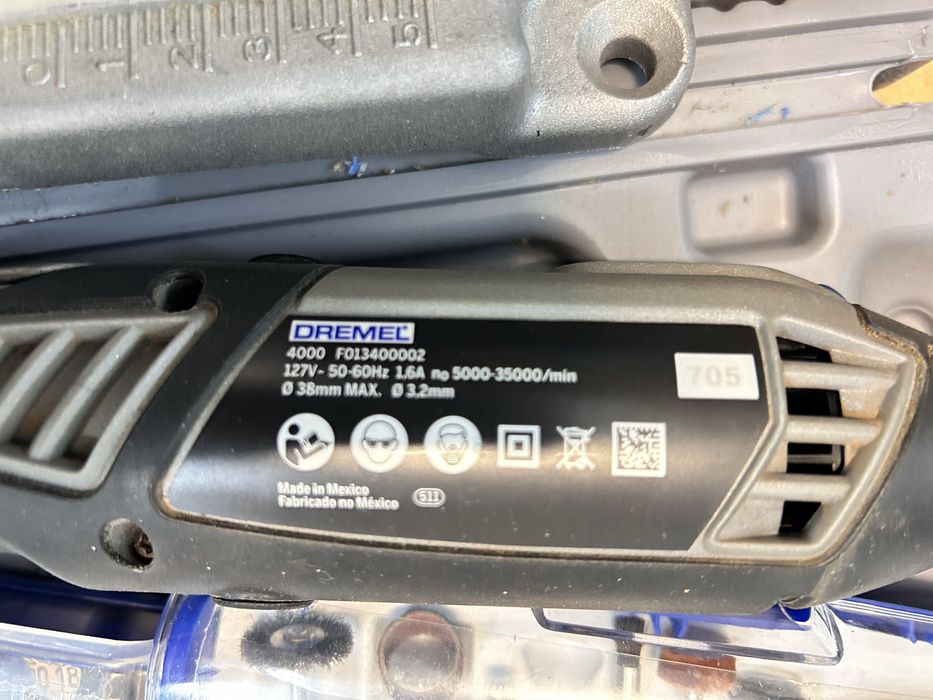 0 1 2 3 4 5
DREMEL®
4000 F013400002
127V~ 50-60Hz 1,6A no 5000-35000/min
Ø 38mm MAX. Ø 3,2mm
705
Made in Mexico
Fabricado no México
511